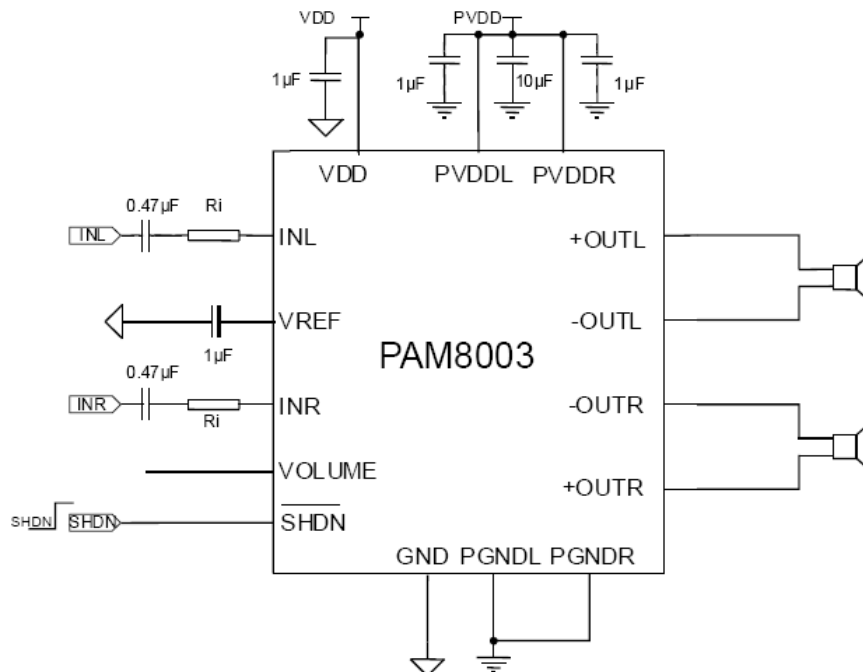 VDD
PVDD
1µF
1µF
10µF
1µF
VDD
PVDDL
PVDDR
0.47µF
Ri
INL
INL
+OUTL
VREF
-OUTL
1µF
PAM8003
0.47µF
INR
Ri
INR
-OUTR
VOLUME
+OUTR
SHDN
SHDN
SHDN
GND
PGNDL
PGNDR